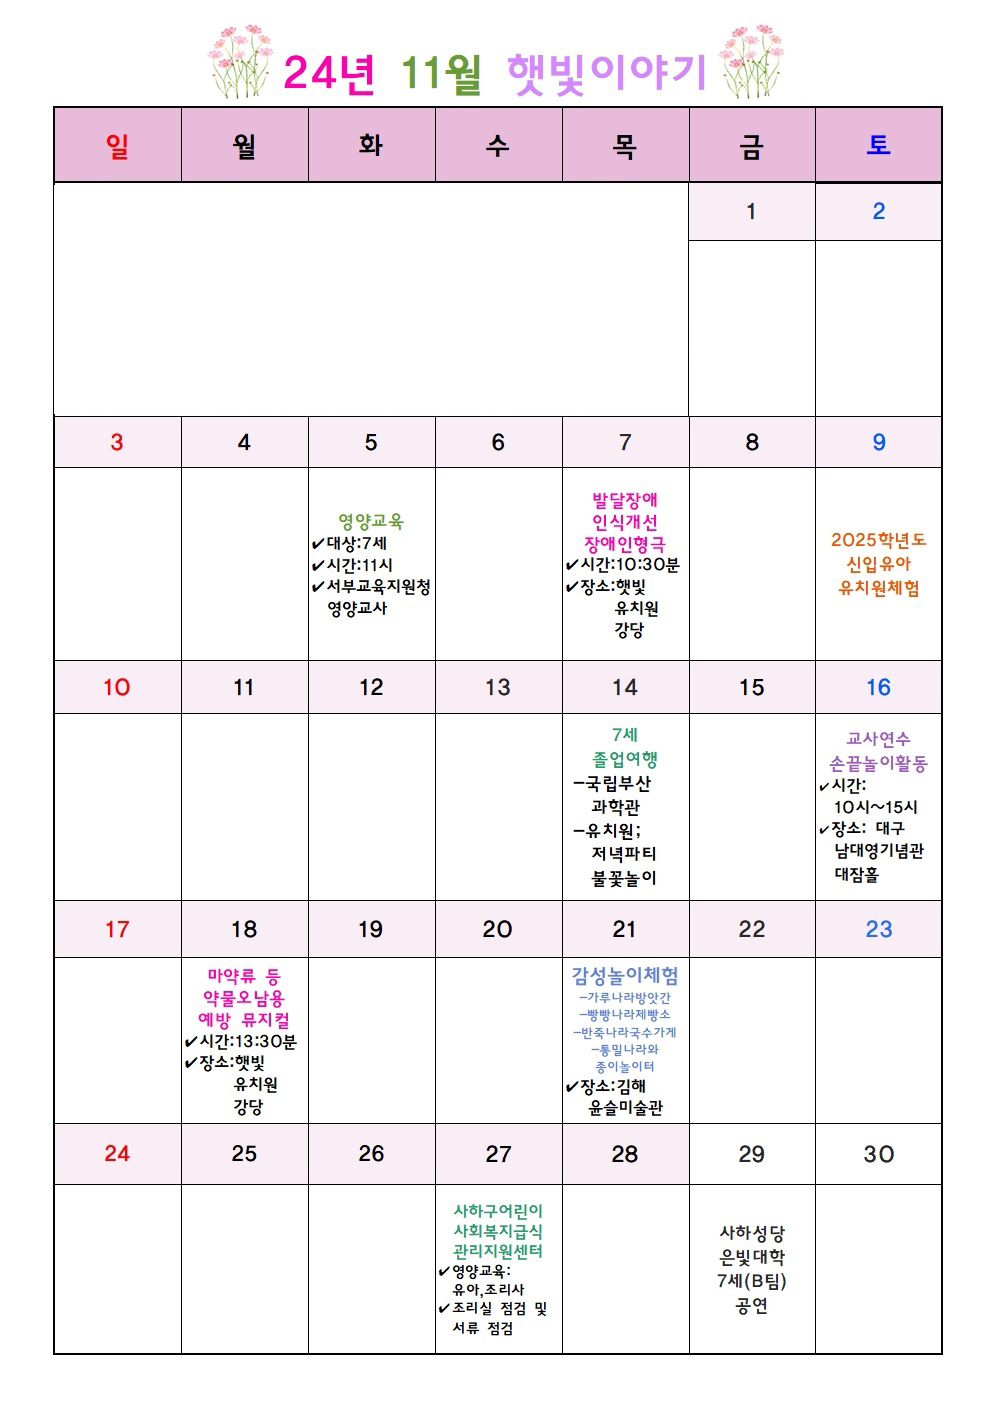 24년 11월 햇빛이야기
일 월 화 수 목 금 토
1 2
3 4 5 6 7 8 9
영양교육
✔대상:7세
✔시간:11시
✔서부교육지원청
영양교사
발달장애
인식개선
장애인형극
✔시간:10:30분
✔장소:햇빛
유치원
강당
2025학년도
신입유아
유치원체험
10 11 12 13 14 15 16
7세
졸업여행
-국립부산
과학관
-유치원;
저녁파티
불꽃놀이
교사연수
손끝놀이활동
✔시간:
10시~15시
✔장소: 대구
남대영기념관
대잠홀
17 18 19 20 21 22 23
마약류 등
약물오남용
예방 뮤지컬
✔시간:13:30분
✔장소:햇빛
유치원
강당
감성놀이체험
-가루나라방앗간
-빵빵나라제빵소
-반죽나라국수가게
-통밀나라와
종이놀이터
✔장소:김해
윤슬미술관
24 25 26 27 28 29 30
사하구어린이
사회복지급식
관리지원센터
✔영양교육:
유아,조리사
✔조리실 점검 및
서류 점검
사하성당
은빛대학
7세(B팀)
공연